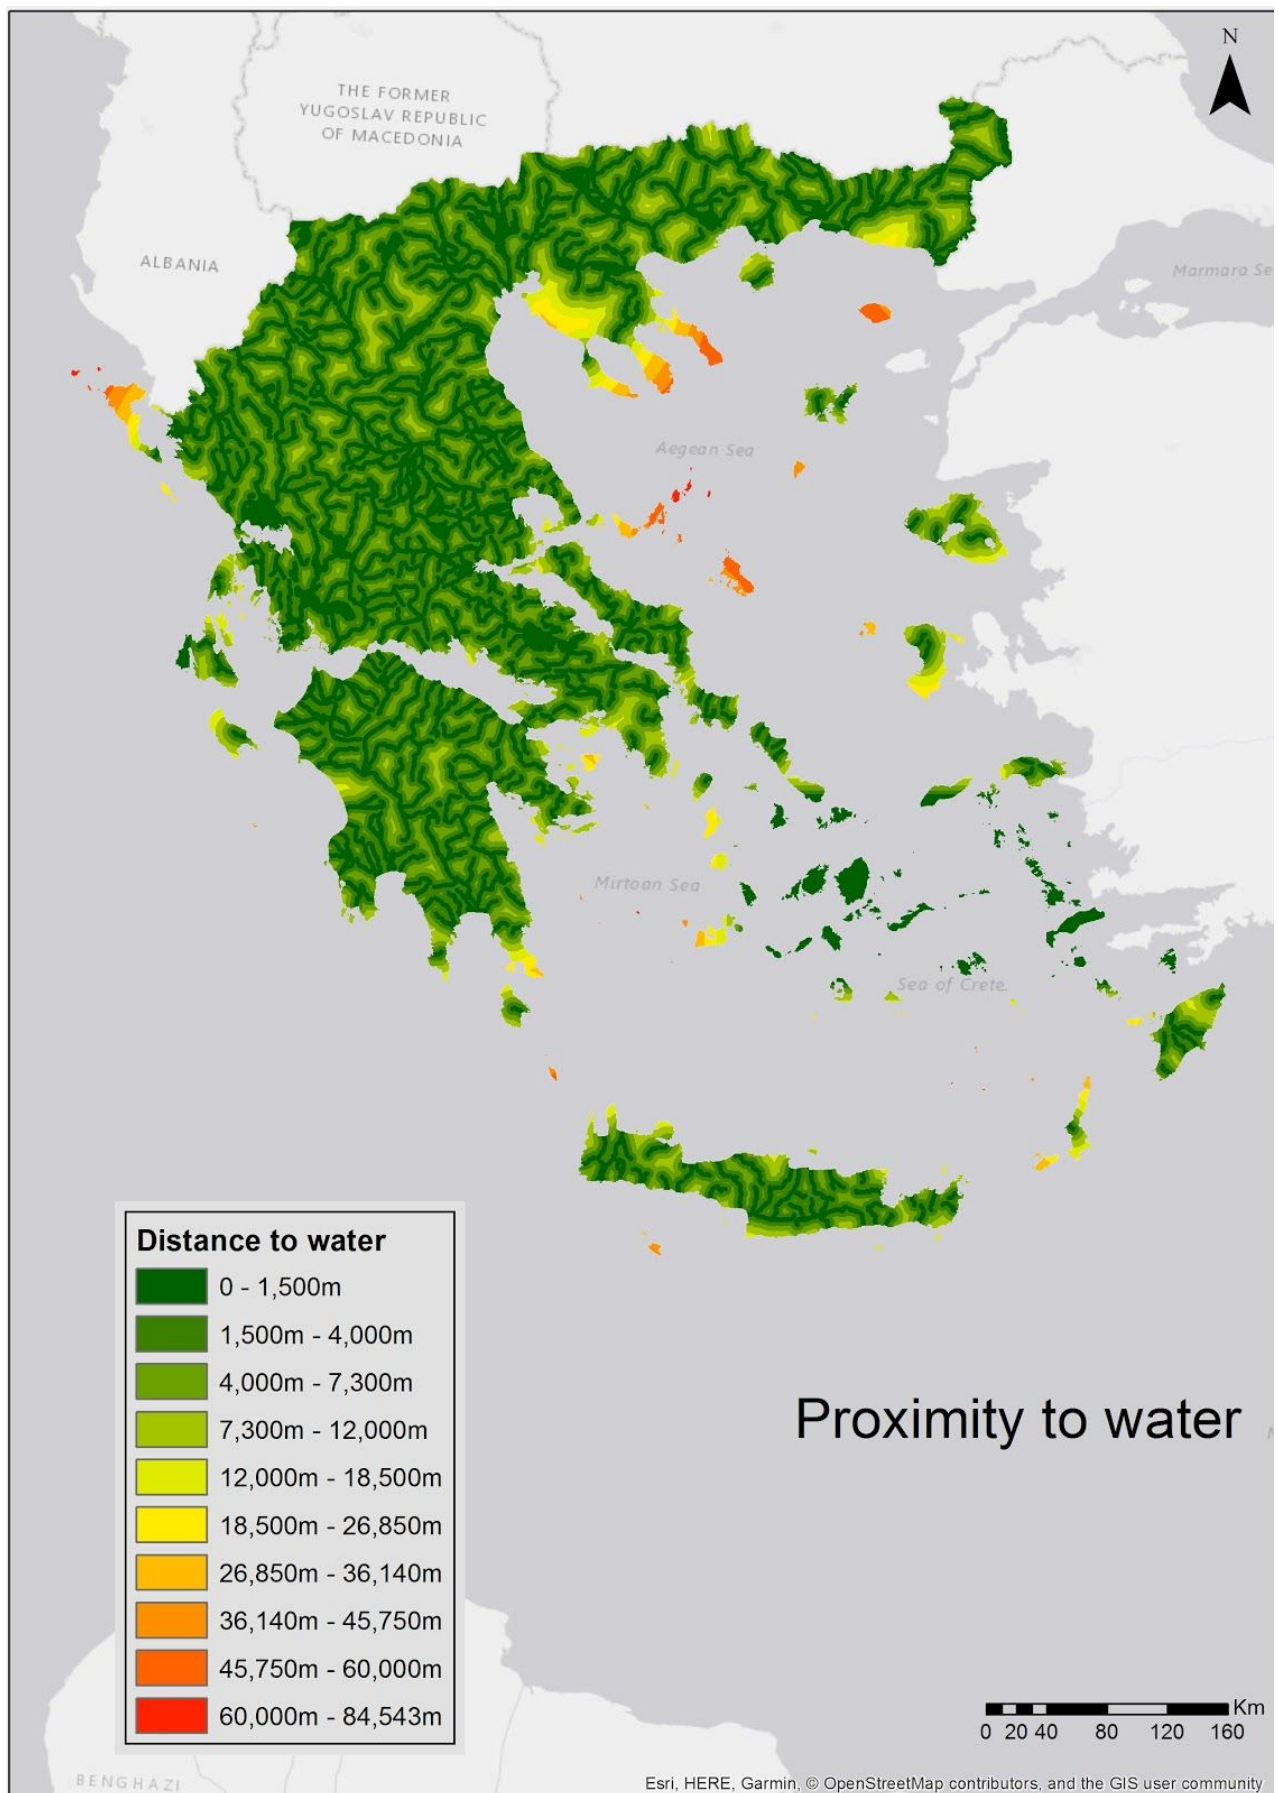 N
THE FORMER
YUGOSLAV REPUBLIC
OF MACEDONIA
ALBANIA
Marmara Se
Aegean Sea
Mirtoan Sea
Sea of Crete
Distance to water
0 - 1,500m
1,500m - 4,000m
4,000m - 7,300m
7,300m - 12,000m
12,000m - 18,500m
18,500m - 26,850m
26,850m - 36,140m
36,140m - 45,750m
45,750m - 60,000m
60,000m - 84,543m
Proximity to water
Km
0 20 40 80 120 160
BENGHAZI
Esri, HERE, Garmin, © OpenStreetMap contributors, and the GIS user community